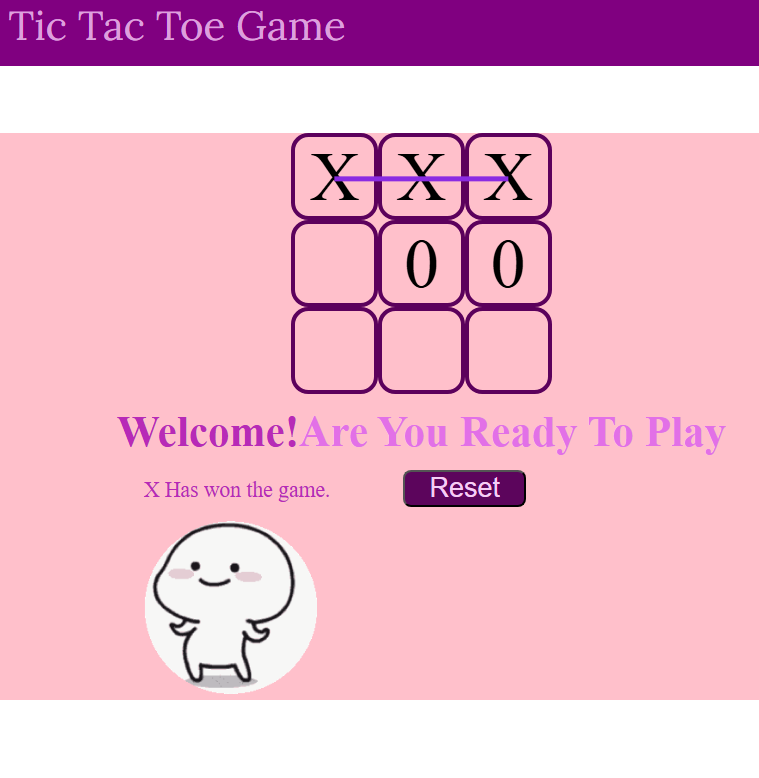 Tic Tac Toe Game
X X X
0 0
Welcome!Are You Ready To Play
X Has won the game.
Reset